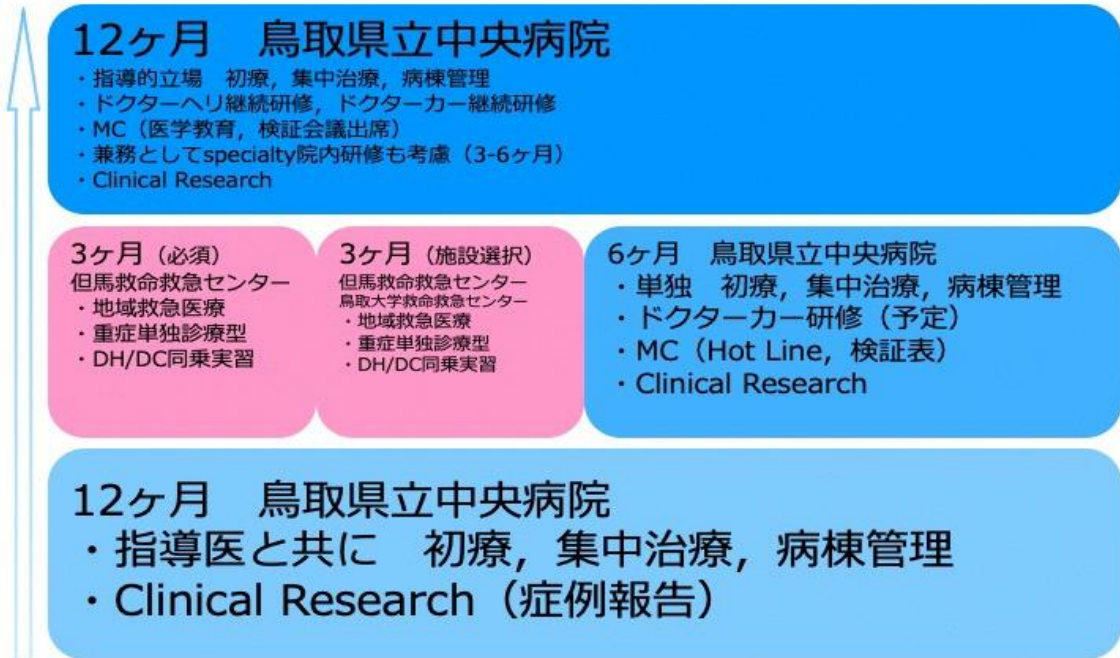 12ヶ月　鳥取県立中央病院
・指導的立場　初療，集中治療，病棟管理
・ドクターヘリ継続研修，ドクターカー継続研修
・MC（医学教育，検証会議出席）
・兼務としてspecialty院内研修も考慮（3-6ヶ月）
・Clinical Research
3ヶ月（必須）
但馬救命救急センター
・地域救急医療
・重症単独診療型
・DH/DC同乗実習
3ヶ月（施設選択）
但馬救命救急センター
鳥取大学救命救急センター
・地域救急医療
・重症単独診療型
・DH/DC同乗実習
6ヶ月　鳥取県立中央病院
・単独　初療，集中治療，病棟管理
・ドクターカー研修（予定）
・MC（Hot Line，検証表）
・Clinical Research
12ヶ月　鳥取県立中央病院
・指導医と共に　初療，集中治療，病棟管理
・Clinical Research（症例報告）